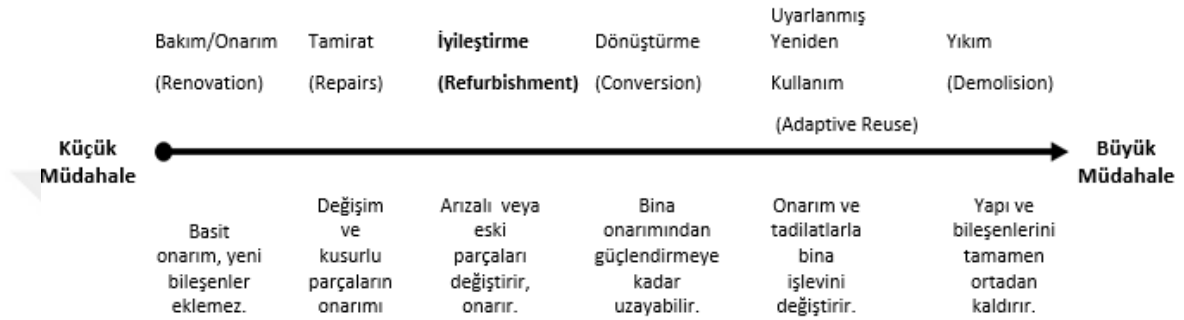 Bakım/Onarım
(Renovation)
Tamirat
(Repairs)
İyileştirme
(Refurbishment)
Dönüştürme
(Conversion)
Uyarlanmış
Yeniden
Kullanım
(Adaptive Reuse)
Yıkım
(Demolision)
Küçük
Müdahale
Büyük
Müdahale
Basit
onarım, yeni
bileşenler
eklemez.
Değişim
ve
kusurlu
parçaların
onarımı
Arızalı veya
eski
parçaları
değiştirir,
onarır.
Bina
onarımından
güçlendirmeye
kadar
uzayabilir.
Onarım ve
tadilatlarla
bina
işlevini
değiştirir.
Yapı ve
bileşenlerini
tamamen
ortadan
kaldırır.